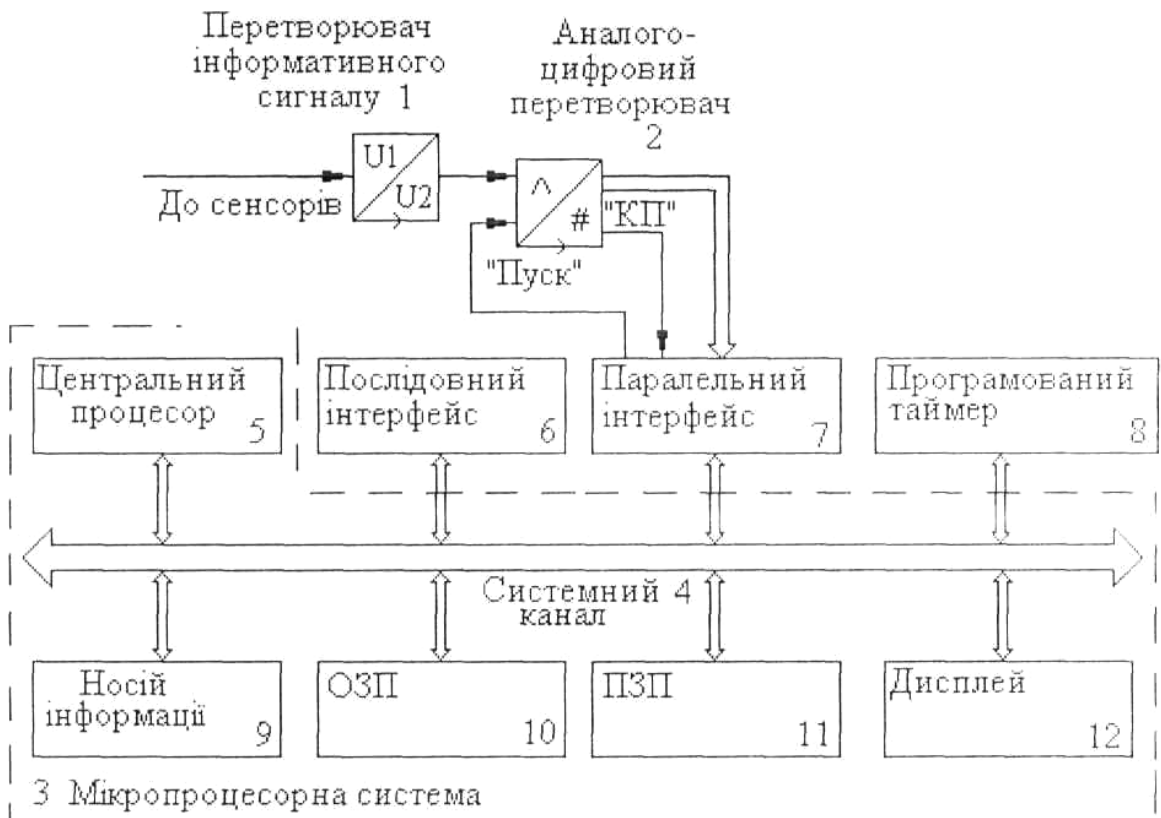 Перетворювач
інформативного
сигналу 1
Аналого-
цифровий
перетворювач
2
U1
U2
До сенсорів
^
#
"КП"
"Пуск"
Центральний
процесор
5
Послідовний
інтерфейс
6
Паралельний
інтерфейс
7
Програмований
таймер
8
Системний 4
канал
Носій
інформації
9
ОЗП
10
ПЗП
11
Дисплей
12
3 Мікропроцесорна система